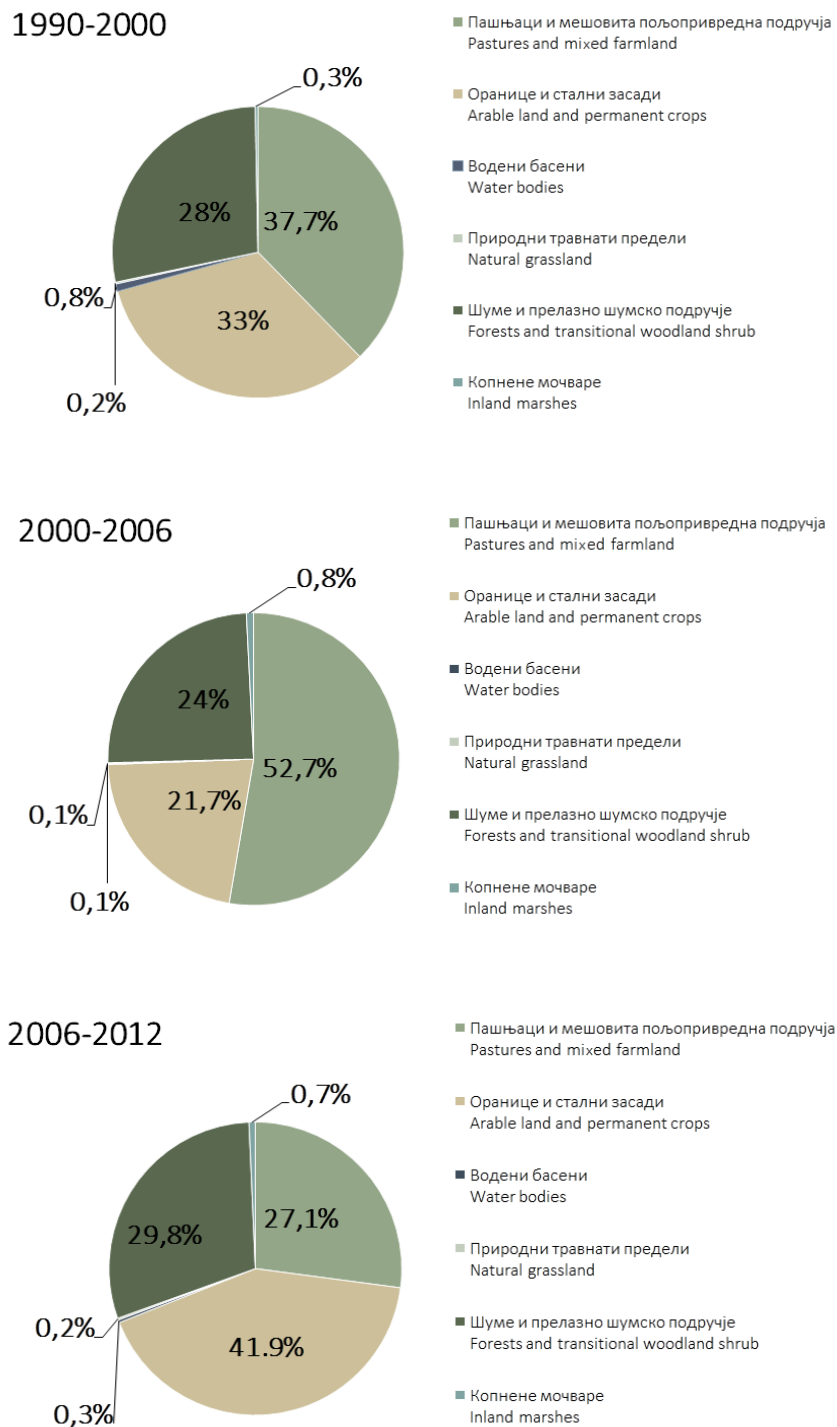 1990-2000
0,3%
28%
37,7%
0,8%
33%
0,2%
Пашњаци и мешовита пољопривредна подручја
Pastures and mixed farmland
Оранице и стални засади
Arable land and permanent crops
Водени басени
Water bodies
Природни травнати предели
Natural grassland
Шуме и прелазно шумско подручје
Forests and transitional woodland shrub
Копнене мочваре
Inland marshes
2000-2006
0,8%
24%
52,7%
21,7%
0,1%
0,1%
Пашњаци и мешовита пољопривредна подручја
Pastures and mixed farmland
Оранице и стални засади
Arable land and permanent crops
Водени басени
Water bodies
Природни травнати предели
Natural grassland
Шуме и прелазно шумско подручје
Forests and transitional woodland shrub
Копнене мочваре
Inland marshes
2006-2012
0,7%
29,8%
27,1%
0,2%
41.9%
0,3%
Пашњаци и мешовита пољопривредна подручја
Pastures and mixed farmland
Оранице и стални засади
Arable land and permanent crops
Водени басени
Water bodies
Природни травнати предели
Natural grassland
Шуме и прелазно шумско подручје
Forests and transitional woodland shrub
Копнене мочваре
Inland marshes